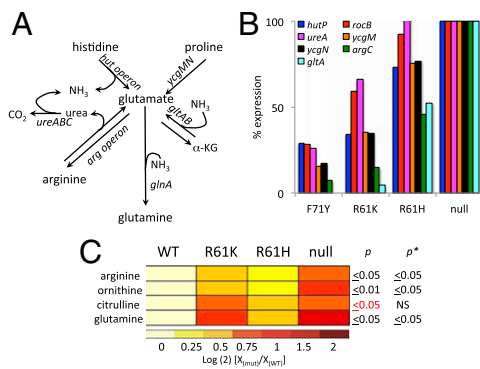 A
histidine
proline
hut operon
ycgMN
NH3
glutamate
NH3
CO2
urea
ureABC
gltAB
arg operon
α-KG
arginine
NH3
glnA
glutamine
B
% expression
100
50
0
hutP
rocB
ureA
ycgM
ycgN
argC
gltA
F71Y
R61K
R61H
null
C
WT R61K R61H null p p*
arginine <0.05 <0.05
ornithine <0.01 <0.05
citrulline <0.05 NS
glutamine <0.05 <0.05
0 0.25 0.5 1 1.25 1.5 2
Log (2) [X(mut)/X(WT)]